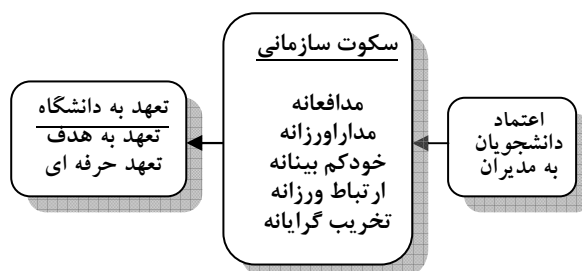 اعتماد
دانشجویان
به مدیران
سکوت سازمانی
مدافعانه
مداراورزانه
خودکم بینانه
ارتباط ورزانه
تخریب گرایانه
تعهد به دانشگاه
تعهد به هدف
تعهد حرفه ای